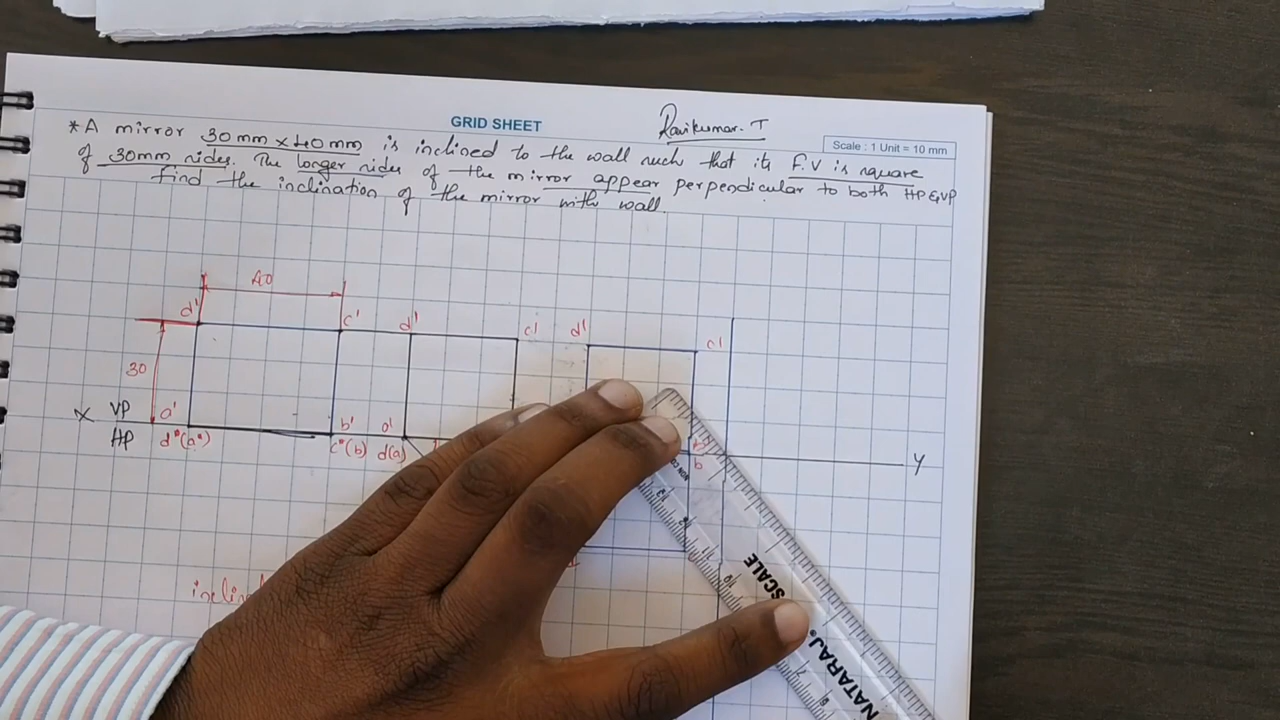 GRID SHEET
Ravikumar. T
Scale : 1 Unit = 10 mm
*A mirror 30mm x 40mm is inclined to the wall such that its F.V is square
of 30mm sides. The longer sides of the mirror appear perpendicular to both HP & VP
find the inclination of the mirror with wall.
40
d' c' d' c' d' c'
30
X VP a' b' a'
HP d"(a") c"(b) d(a) b Y
NON
SCALE
NATARAJ